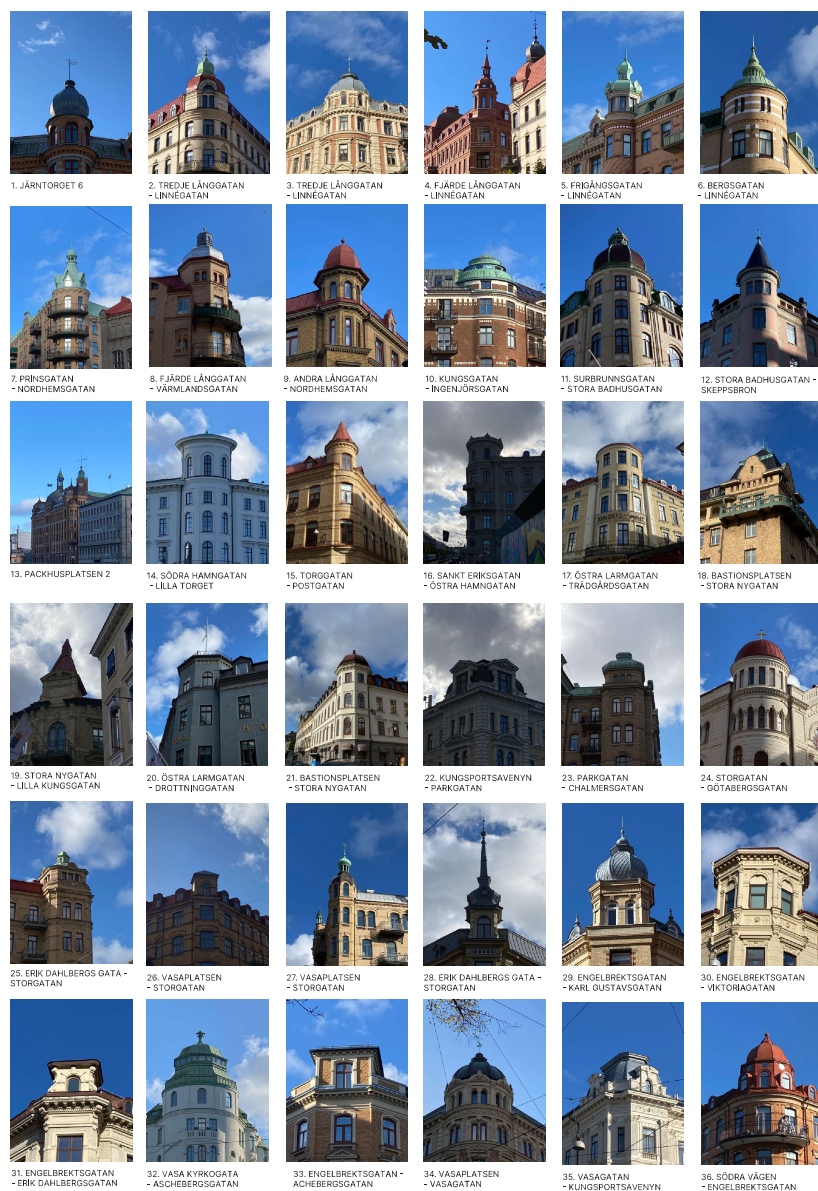 1. JÄRNTORGET 6
2. TREDJE LÅNGGATAN
- LINNÉGATAN
3. TREDJE LÅNGGATAN
- LINNÉGATAN
4. FJÄRDE LÅNGGATAN
- LINNÉGATAN
5. FRIGÅNGSGATAN
- LINNÉGATAN
6. BERGSGATAN
- LINNÉGATAN
7. PRINSGATAN
- NORDHEMSGATAN
8. FJÄRDE LÅNGGATAN
- VÄRMLANDSGATAN
9. ANDRA LÅNGGATAN
- NORDHEMSGATAN
10. KUNGSGATAN
- INGENJÖRSGATAN
11. SURBRUNNSGATAN
- STORA BADHUSGATAN
12. STORA BADHUSGATAN -
SKEPPSBRON
13. PACKHUSPLATSEN 2
14. SÖDRA HAMNGATAN
- LILLA TORGET
15. TORGGATAN
- POSTGATAN
16. SANKT ERIKSGATAN
- ÖSTRA HAMNGATAN
17. ÖSTRA LARMGATAN
- TRÄDGÅRDSGATAN
18. BASTIONSPLATSEN
- STORA NYGATAN
19. STORA NYGATAN
- LILLA KUNGSGATAN
20. ÖSTRA LARMGATAN
- DROTTNINGGATAN
21. BASTIONSPLATSEN
- STORA NYGATAN
22. KUNGSPORTSAVENYN
- PARKGATAN
23. PARKGATAN
- CHALMERSGATAN
24. STORGATAN
- GÖTABERGSGATAN
25. ERIK DAHLBERGS GATA -
STORGATAN
26. VASAPLATSEN
- STORGATAN
27. VASAPLATSEN
- STORGATAN
28. ERIK DAHLBERGS GATA -
STORGATAN
29. ENGELBREKTSGATAN
- KARL GUSTAVSGATAN
30. ENGELBREKTSGATAN
- VIKTORIAGATAN
31. ENGELBREKTSGATAN
- ERIK DAHLBERGSGATAN
32. VASA KYRKOGATA
- ASCHEBERGSGATAN
33. ENGELBREKTSGATAN -
ACHEBERGSGATAN
34. VASAPLATSEN
- VASAGATAN
35. VASAGATAN
- KUNGSPORTSAVENYN
36. SÖDRA VÄGEN
- ENGELBREKTSGATAN